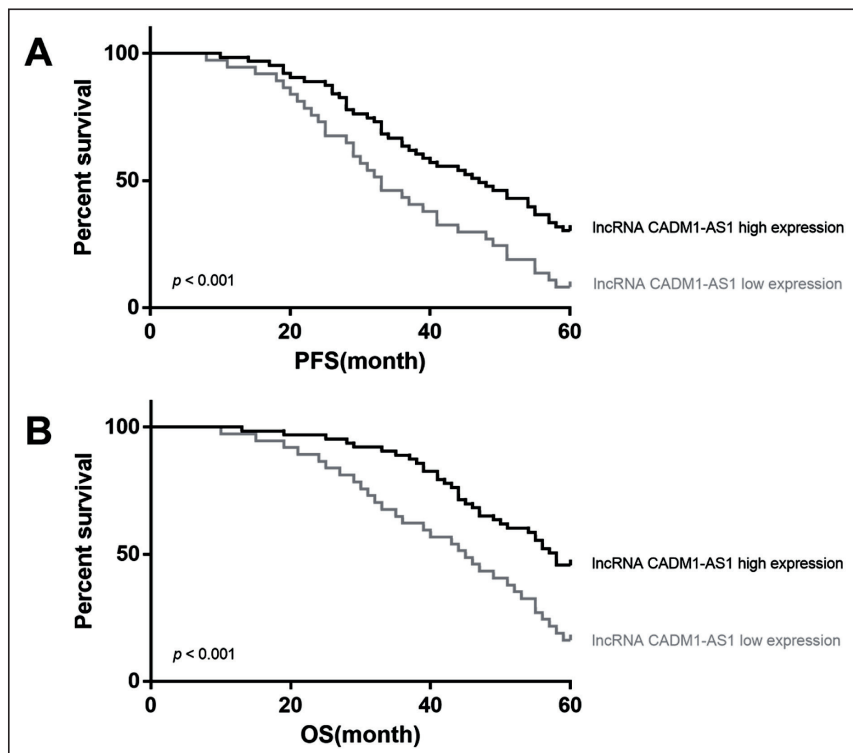 A
Percent survival
100
50
0
p < 0.001
lncRNA CADM1-AS1 high expression
lncRNA CADM1-AS1 low expression
0 20 40 60
PFS(month)
B
Percent survival
100
50
0
p < 0.001
lncRNA CADM1-AS1 high expression
lncRNA CADM1-AS1 low expression
0 20 40 60
OS(month)